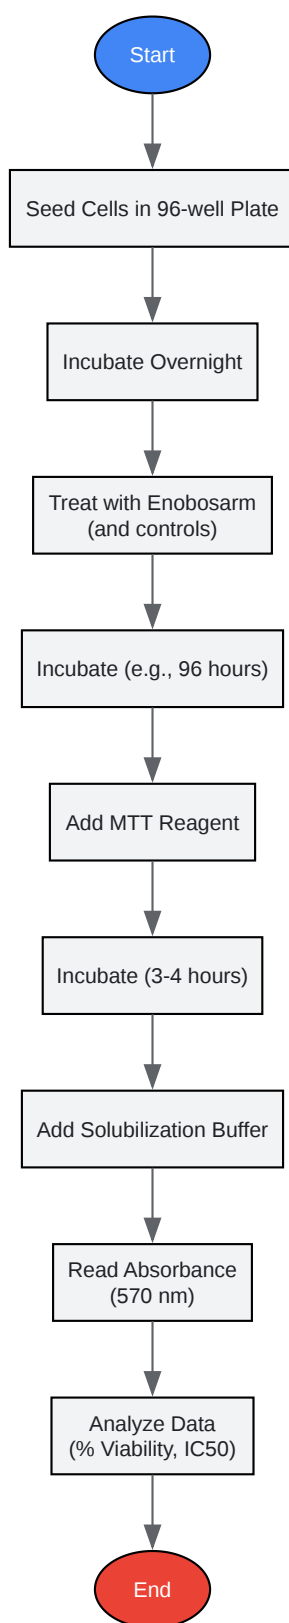 Start
Seed Cells in 96-well Plate
Incubate Overnight
Treat with Enobosarm
(and controls)
Incubate (e.g., 96 hours)
Add MTT Reagent
Incubate (3-4 hours)
Add Solubilization Buffer
Read Absorbance
(570 nm)
Analyze Data
(% Viability, IC50)
End